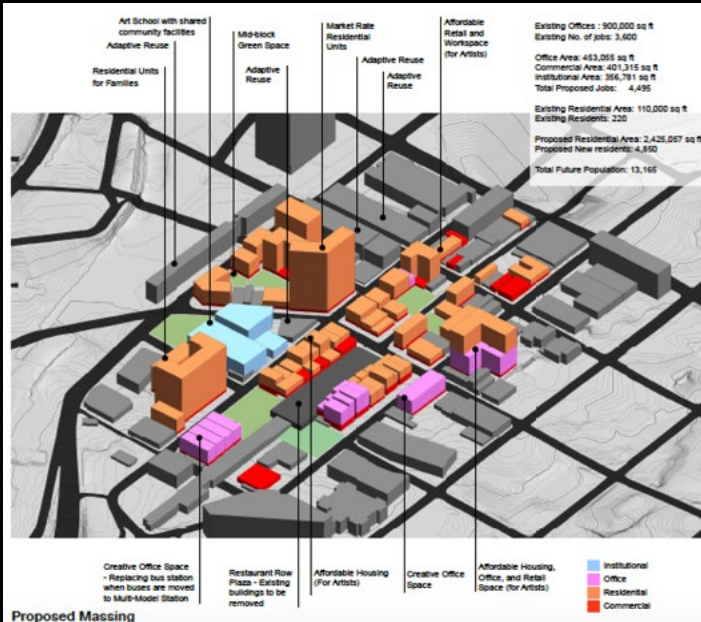 Art School with shared
community facilities
Adaptive Reuse
Residential Units
for Families
Mid-block
Green Space
Adaptive
Reuse
Market Rate
Residential
Units
Adaptive Reuse
Adaptive
Reuse
Affordable
Retail and
Workspace
(for Artists)
Existing Offices : 900,000 sq ft
Existing No. of jobs: 3,600
Office Area: 453,055 sq ft
Commercial Area: 401,315 sq ft
Institutional Area: 356,781 sq ft
Total Proposed Jobs: 4,495
Existing Residential Area: 110,000 sq ft
Existing Residents: 220
Proposed Residential Area: 2,425,057 sq ft
Proposed New residents: 4,850
Total Future Population: 13,165
Creative Office Space
- Replacing bus station
when buses are moved
to Multi-Model Station
Restaurant Row
Plaza - Existing
buildings to be
removed
Affordable Housing
(For Artists)
Creative Office
Space
Affordable Housing,
Office, and Retail
Space (for Artists)
Institutional
Office
Residential
Commercial
Proposed Massing